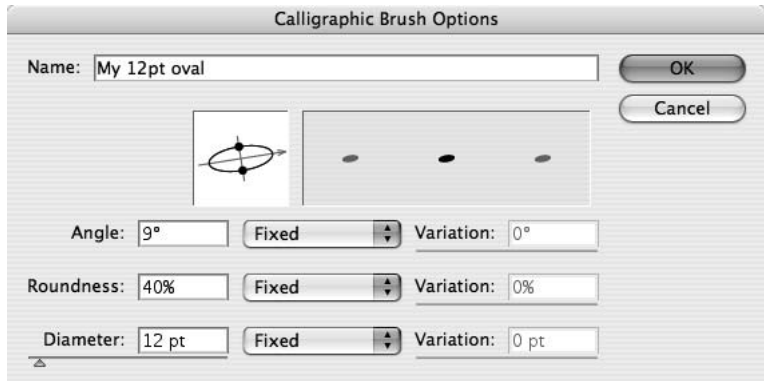 Calligraphic Brush Options
Name: My 12pt oval
OK
Cancel
Angle: 9° Fixed Variation: 0°
Roundness: 40% Fixed Variation: 0%
Diameter: 12 pt Fixed Variation: 0 pt